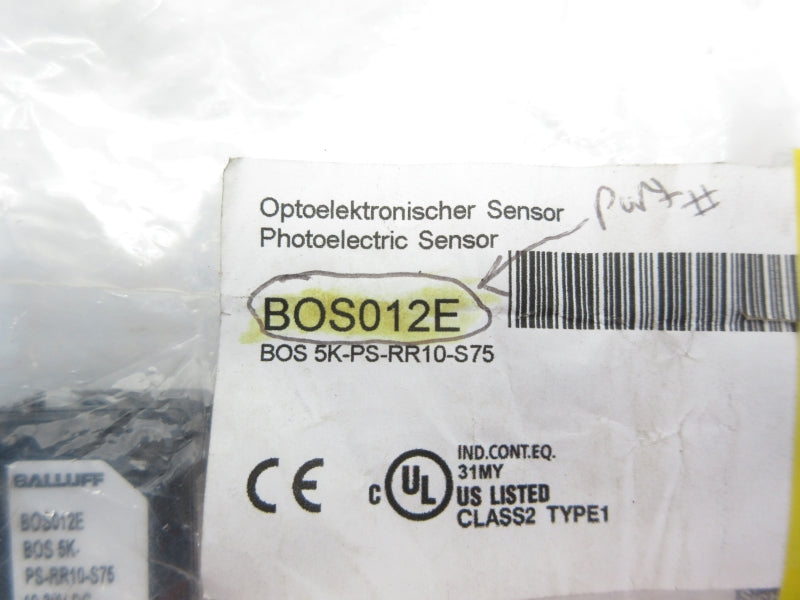 Optoelektronischer Sensor
Part #
Photoelectric Sensor
BOS012E
BOS 5K-PS-RR10-S75
CE
IND.CONT.EQ.
31MY
C UL US LISTED
CLASS2 TYPE1
BALLUFF
BOS012E
BOS 5K-
PS-RR10-S75